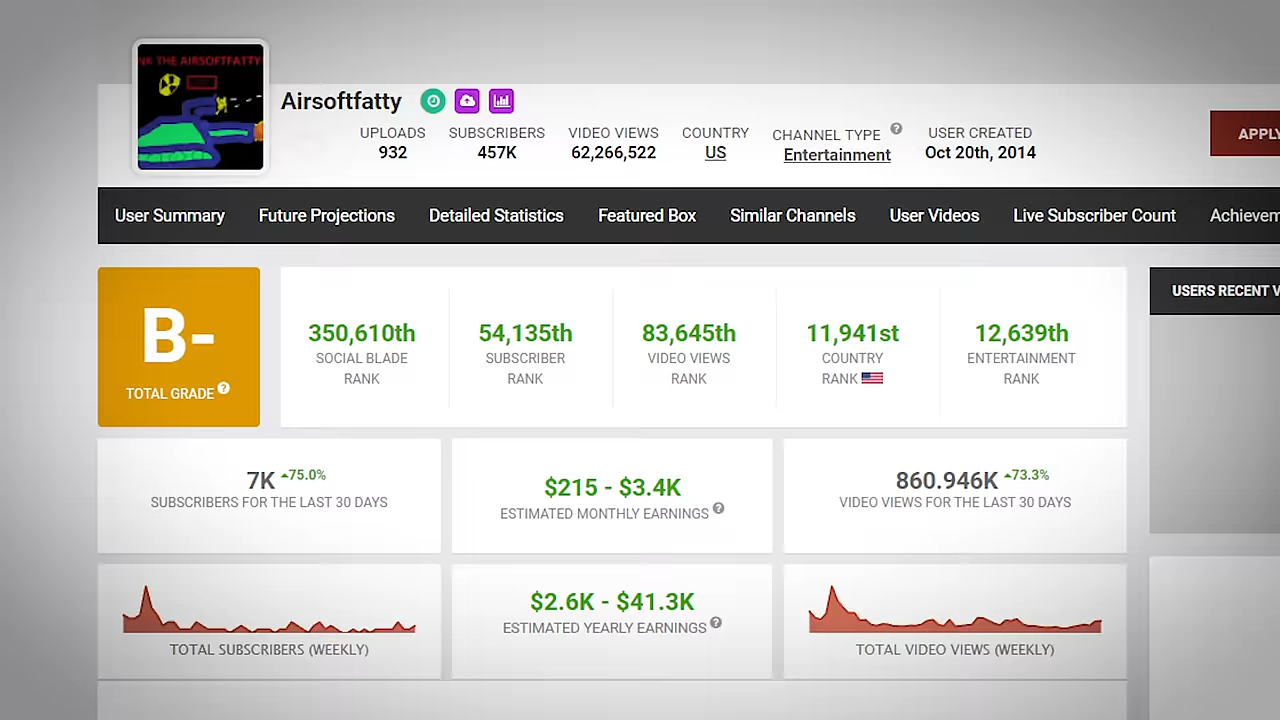 NK THE AIRSOFTFATTY
Airsoftfatty
UPLOADS SUBSCRIBERS VIDEO VIEWS COUNTRY CHANNEL TYPE ? USER CREATED
932 457K 62,266,522 US Entertainment Oct 20th, 2014
APPLY
User Summary Future Projections Detailed Statistics Featured Box Similar Channels User Videos Live Subscriber Count Achievem
B-
TOTAL GRADE ?
350,610th 54,135th 83,645th 11,941st 12,639th
SOCIAL BLADE SUBSCRIBER VIDEO VIEWS COUNTRY ENTERTAINMENT
RANK RANK RANK RANK RANK
USERS RECENT V
7K 75.0%
SUBSCRIBERS FOR THE LAST 30 DAYS
$215 - $3.4K
ESTIMATED MONTHLY EARNINGS ?
860.946K 73.3%
VIDEO VIEWS FOR THE LAST 30 DAYS
TOTAL SUBSCRIBERS (WEEKLY)
$2.6K - $41.3K
ESTIMATED YEARLY EARNINGS ?
TOTAL VIDEO VIEWS (WEEKLY)